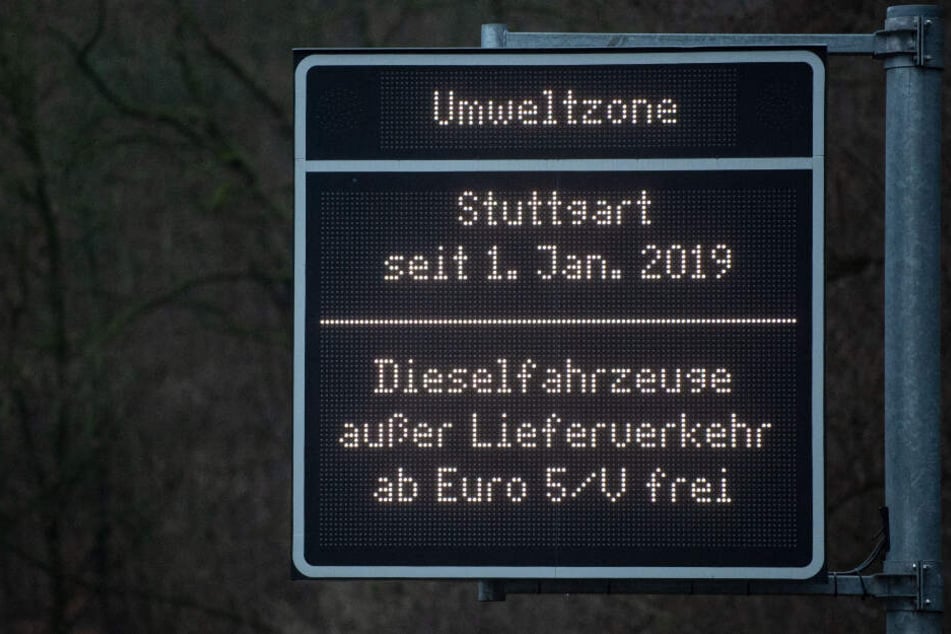 Umweltzone
Stuttgart
seit 1. Jan. 2019
Dieselfahrzeuge
außer Lieferverkehr
ab Euro 5/V frei